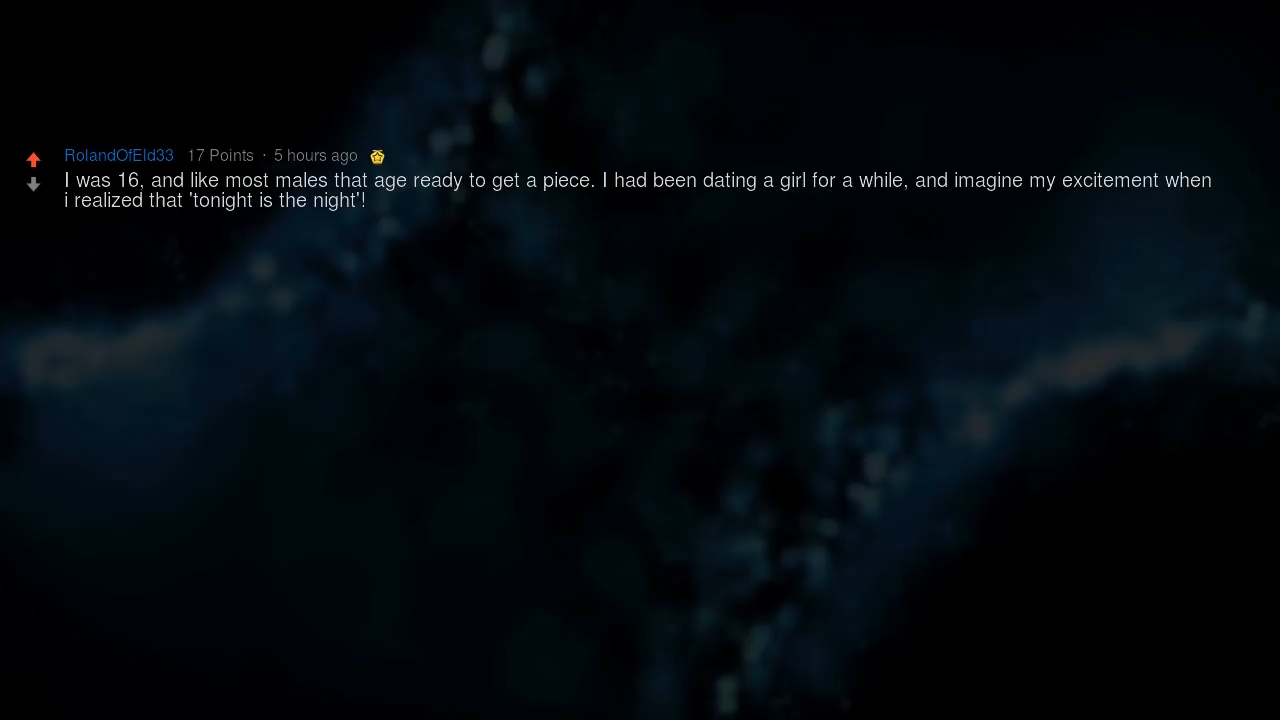 RolandOfEld33 17 Points · 5 hours ago
I was 16, and like most males that age ready to get a piece. I had been dating a girl for a while, and imagine my excitement when
i realized that 'tonight is the night'!